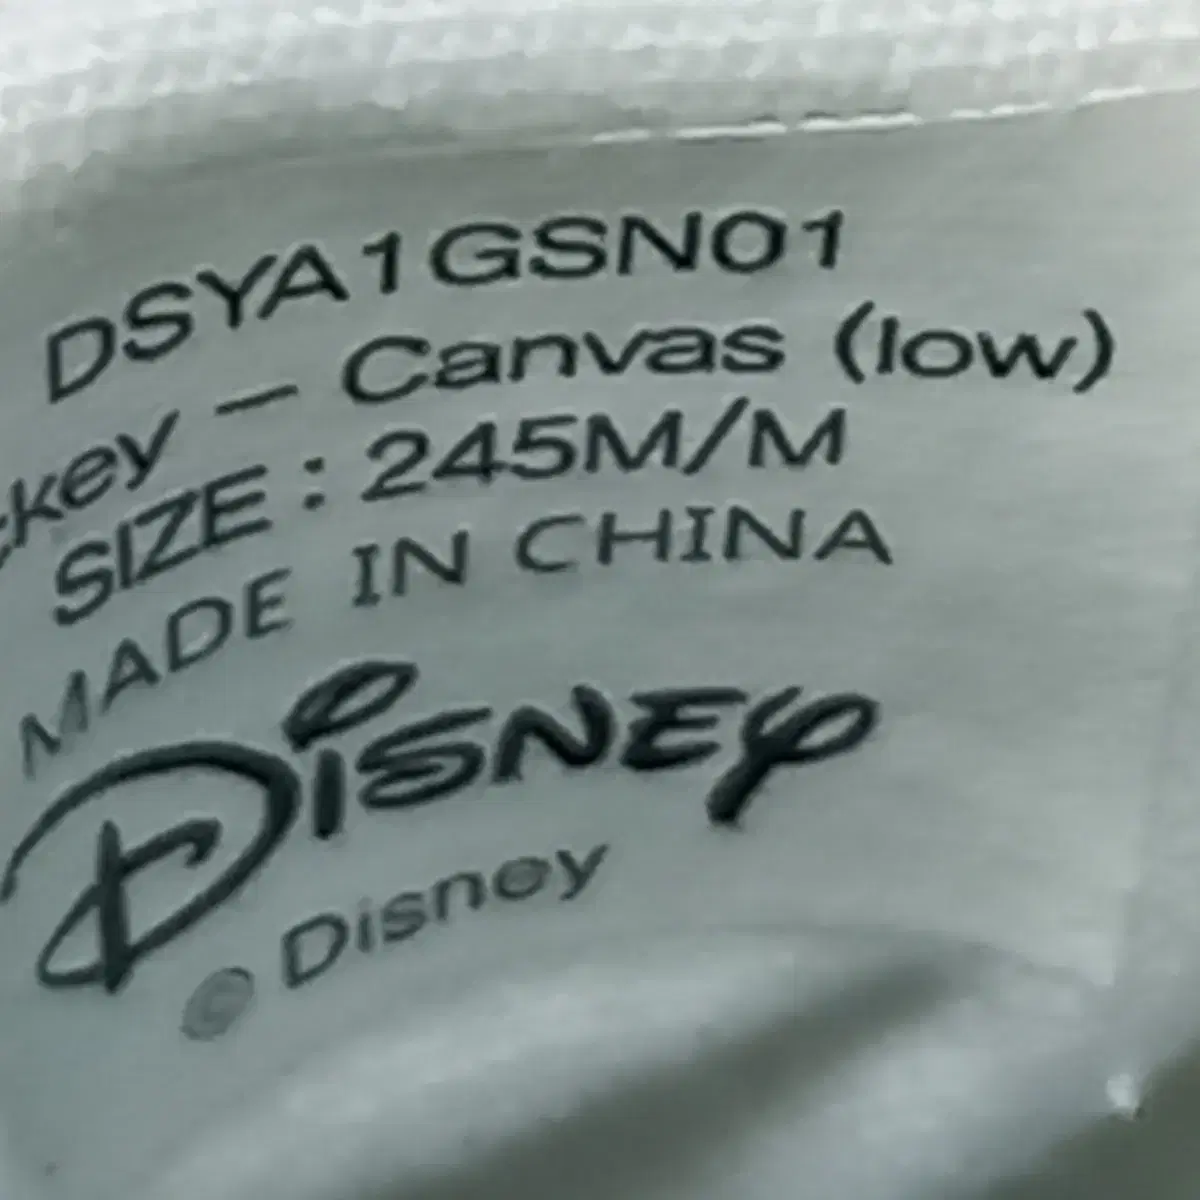 DSYA1GSN01
ckey - Canvas (low)
SIZE : 245M/M
MADE IN CHINA
Disney
© Disney